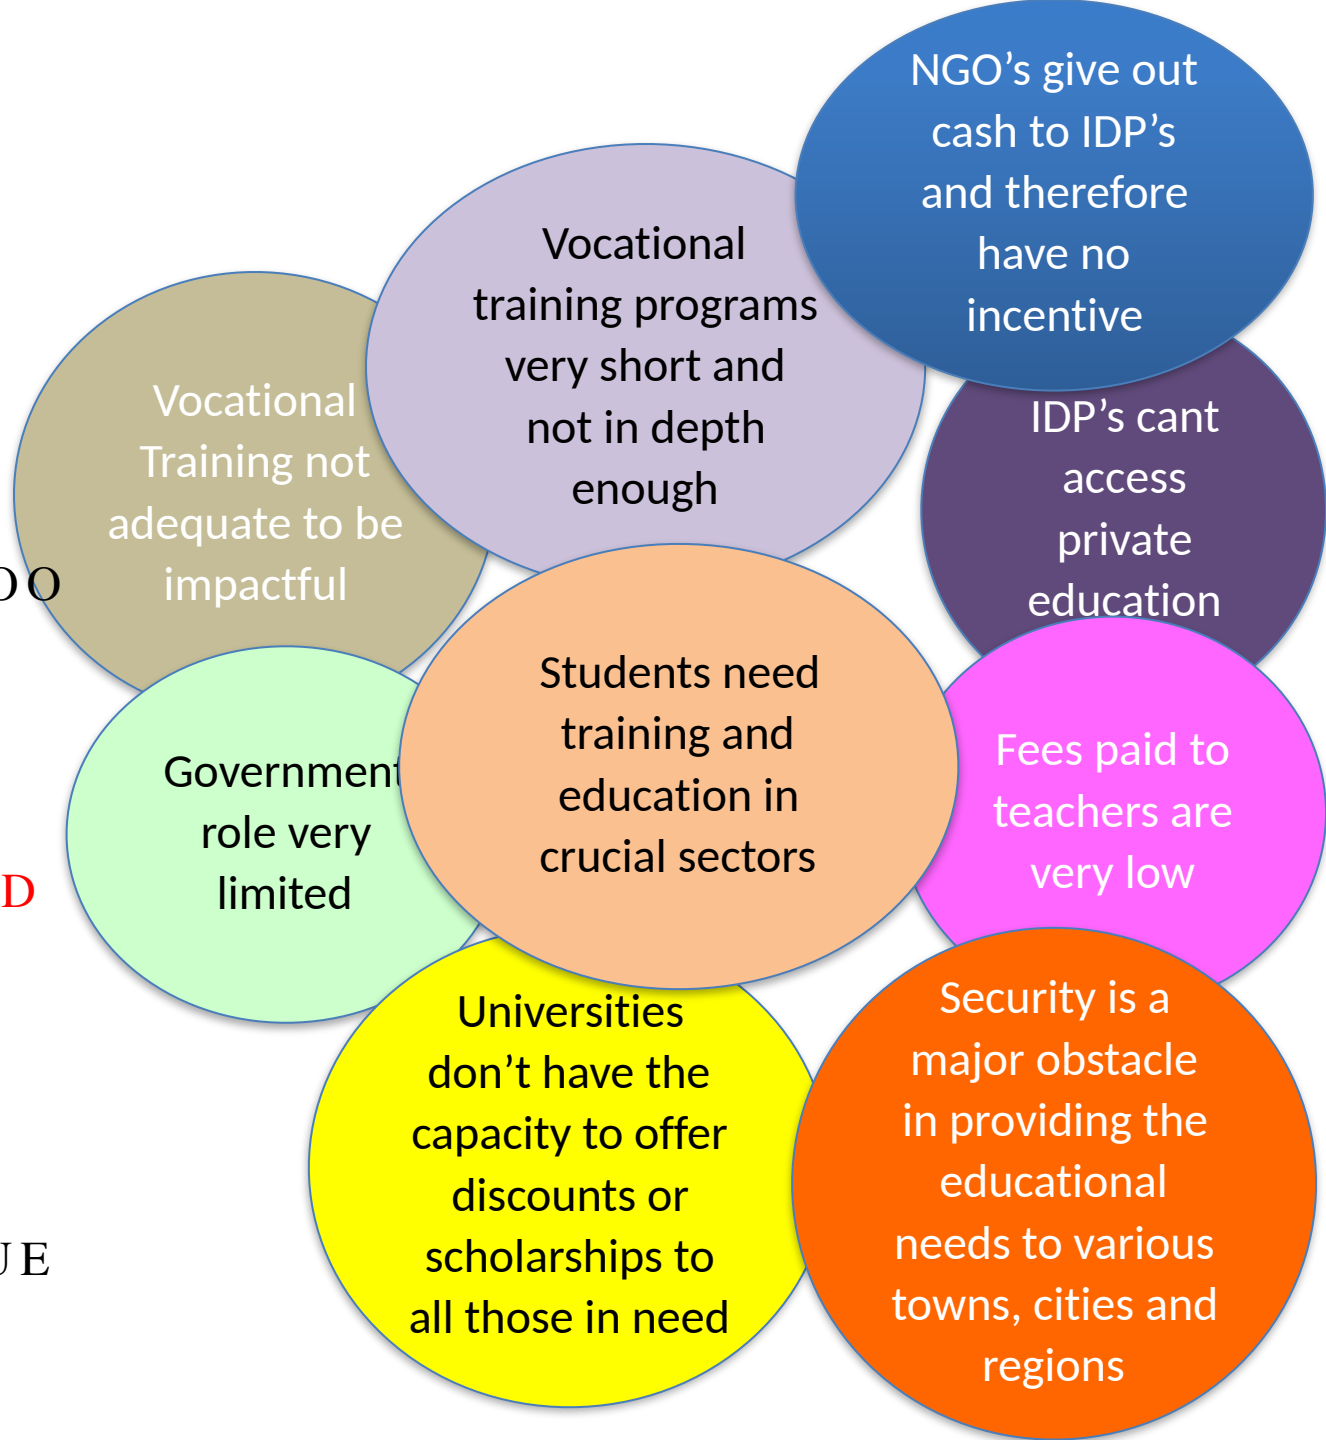 NGO’s give out
cash to IDP’s
and therefore
have no
incentive
Vocational
training programs
very short and
not in depth
enough
Vocational
Training not
adequate to be
impactful
IDP’s cant
access
private
education
Students need
training and
education in
crucial sectors
Government
role very
limited
Fees paid to
teachers are
very low
Universities
don’t have the
capacity to offer
discounts or
scholarships to
all those in need
Security is a
major obstacle
in providing the
educational
needs to various
towns, cities and
regions